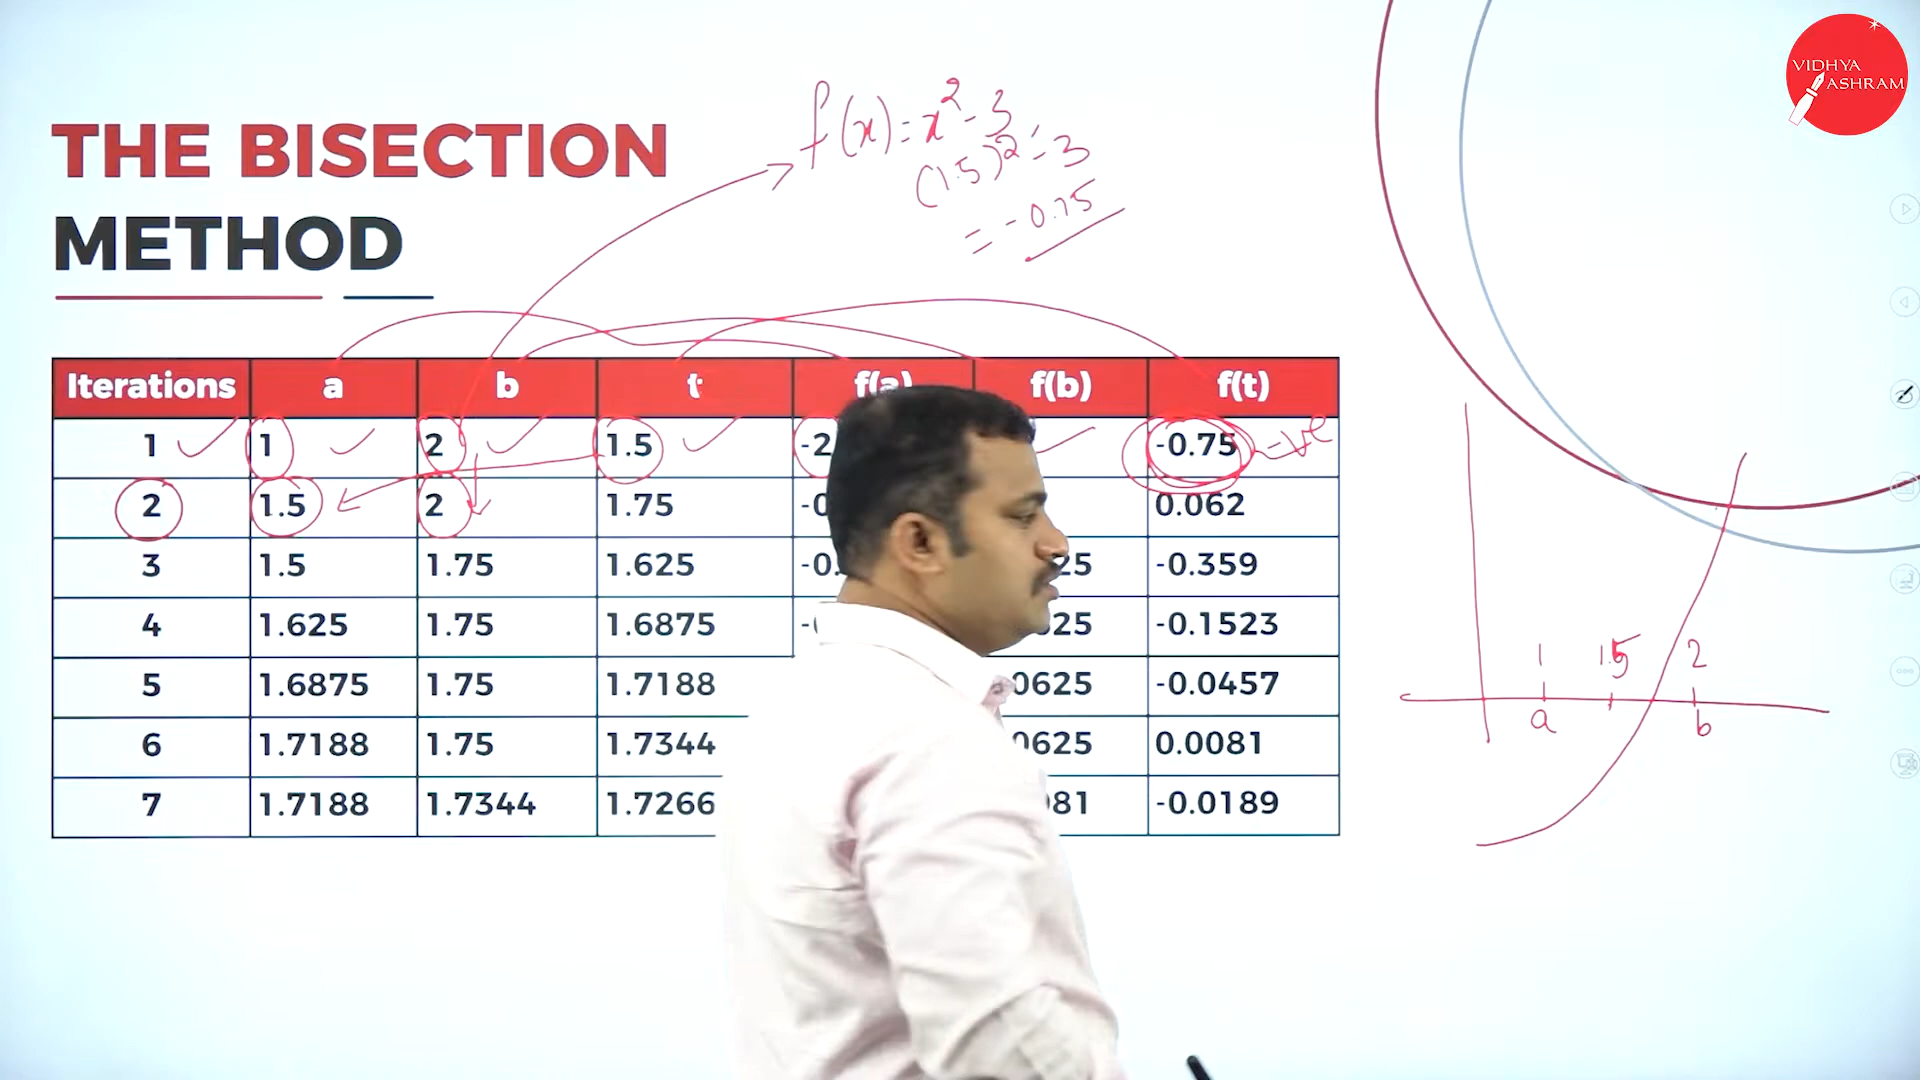 VIDHYA
ASHRAM
THE BISECTION
METHOD
f(x) = x² - 3
(1.5)² - 3
= -0.75
Iterations a b t f(a) f(b) f(t)
1 1 2 1.5 -2 -0.75 = -ve
2 1.5 2 1.75 0.062
3 1.5 1.75 1.625 -0.359
4 1.625 1.75 1.6875 -0.1523
5 1.6875 1.75 1.7188 0625 -0.0457
6 1.7188 1.75 1.7344 0625 0.0081
7 1.7188 1.7344 1.7266 81 -0.0189
1 1.5 2
a b